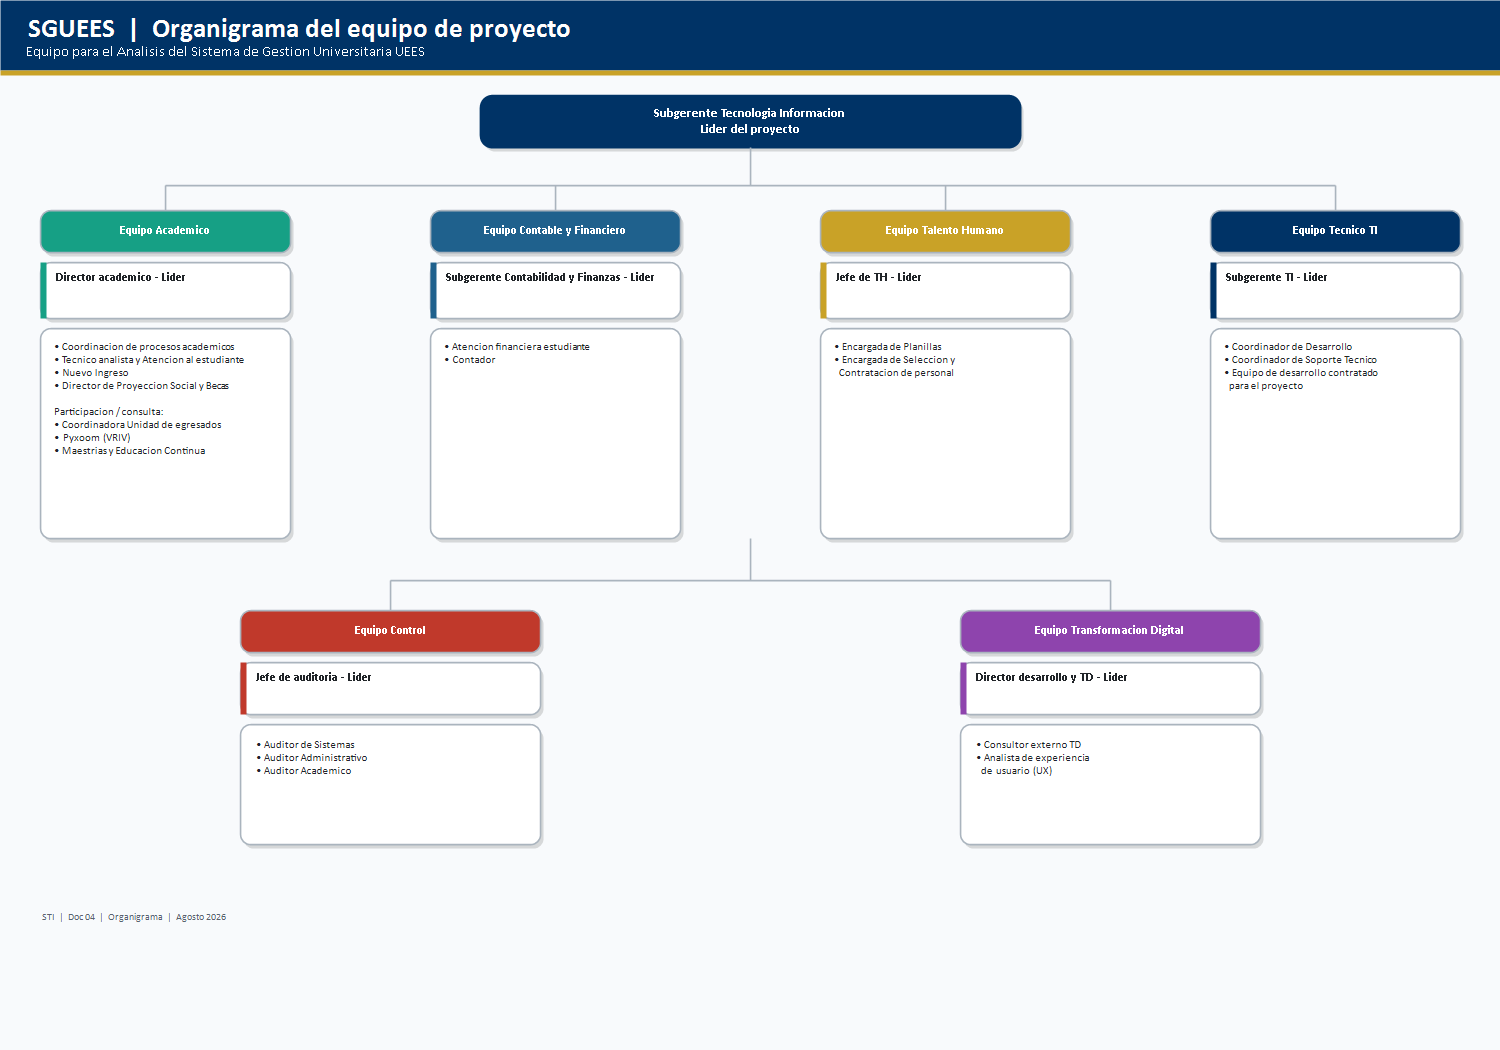 SGUEES | Organigrama del equipo de proyecto
Equipo para el Analisis del Sistema de Gestion Universitaria UEES
Subgerente Tecnologia Informacion
Lider del proyecto
Equipo Academico
Director academico - Lider
• Coordinacion de procesos academicos
• Tecnico analista y Atencion al estudiante
• Nuevo Ingreso
• Director de Proyeccion Social y Becas
Participacion / consulta:
• Coordinadora Unidad de egresados
• Pyxoom (VRIV)
• Maestrias y Educacion Continua
Equipo Contable y Financiero
Subgerente Contabilidad y Finanzas - Lider
• Atencion financiera estudiante
• Contador
Equipo Talento Humano
Jefe de TH - Lider
• Encargada de Planillas
• Encargada de Seleccion y
Contratacion de personal
Equipo Tecnico TI
Subgerente TI - Lider
• Coordinador de Desarrollo
• Coordinador de Soporte Tecnico
• Equipo de desarrollo contratado
para el proyecto
Equipo Control
Jefe de auditoria - Lider
• Auditor de Sistemas
• Auditor Administrativo
• Auditor Academico
Equipo Transformacion Digital
Director desarrollo y TD - Lider
• Consultor externo TD
• Analista de experiencia
de usuario (UX)
STI | Doc 04 | Organigrama | Agosto 2026